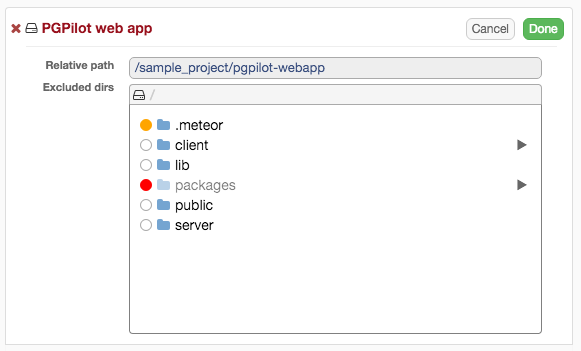 PGPilot web app
Cancel
Done
Relative path
/sample_project/pgpilot-webapp
Excluded dirs
/
.meteor
client
lib
packages
public
server